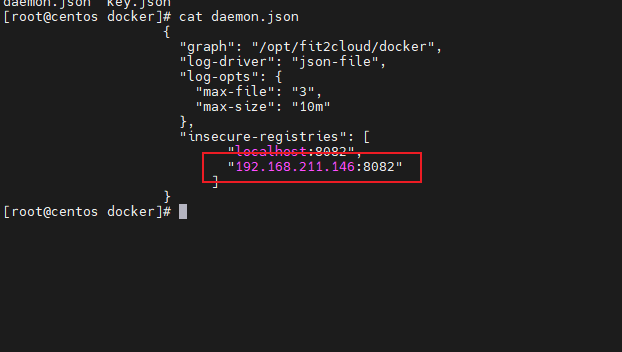 daemon.json  key.json
[root@centos docker]# cat daemon.json
{
"graph": "/opt/fit2cloud/docker",
"log-driver": "json-file",
"log-opts": {
"max-file": "3",
"max-size": "10m"
},
"insecure-registries": [
"localhost:8082",
"192.168.211.146:8082"
]
}
[root@centos docker]#